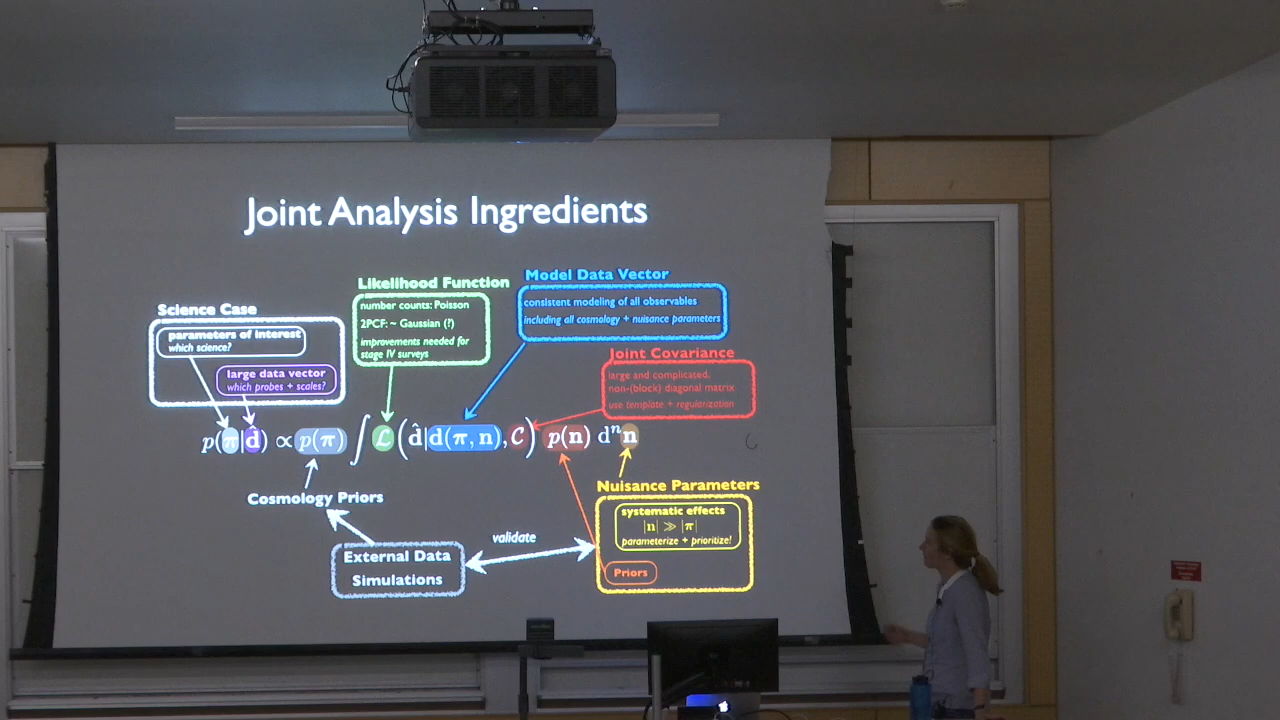 Joint Analysis Ingredients
Science Case
parameters of interest
which science?
large data vector
which probes + scales?
Likelihood Function
number counts: Poisson
2PCF: ~ Gaussian (?)
improvements needed for
stage IV surveys
Model Data Vector
consistent modeling of all observables
including all cosmology + nuisance parameters
Joint Covariance
large and complicated,
non-(block) diagonal matrix
use template + regularization
p(π|d̂) ∝ p(π) ∫ ℒ(d̂|d(π, n), C) p(n) dⁿn
Cosmology Priors
External Data
Simulations
validate
Nuisance Parameters
systematic effects
|n| ≫ |π|
parameterize + prioritize!
Priors